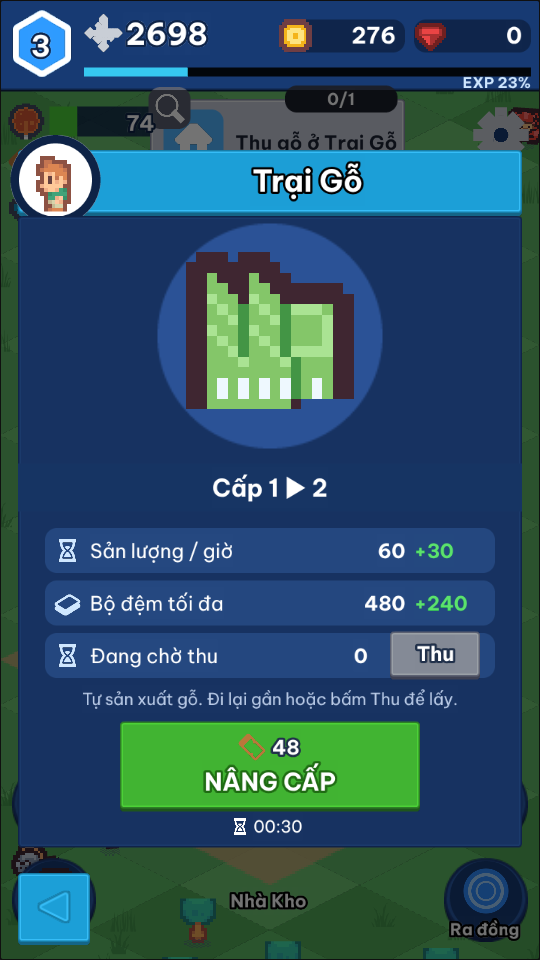 3
2698
276
0
EXP 23%
0/1
74
Thu gỗ ở Trại Gỗ
Trại Gỗ
Cấp 1 ▶ 2
Sản lượng / giờ 60 +30
Bộ đệm tối đa 480 +240
Đang chờ thu 0 Thu
Tự sản xuất gỗ. Đi lại gần hoặc bấm Thu để lấy.
48
NÂNG CẤP
00:30
Nhà Kho
Ra đồng